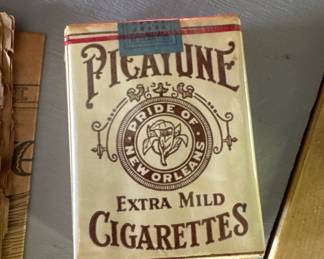 PICAYUNE
PRIDE OF
NEW ORLEANS
EXTRA MILD
CIGARETTES